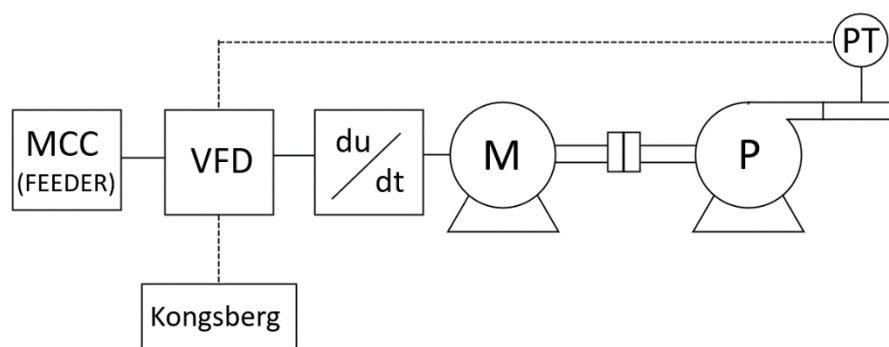 PT
MCC
(FEEDER)
VFD
du
dt
M
P
Kongsberg